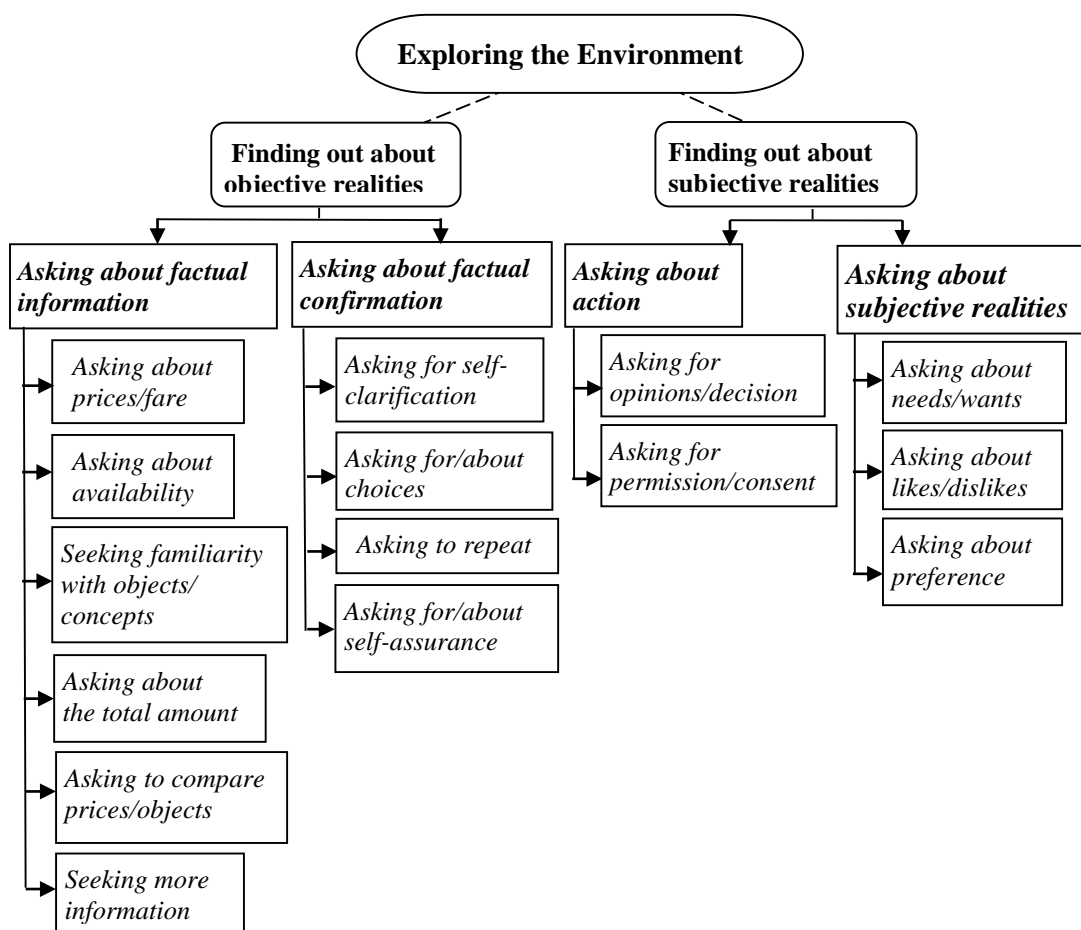 Exploring the Environment
Finding out about
objective realities
Finding out about
subjective realities
Asking about factual
information
Asking about factual
confirmation
Asking about
action
Asking about
subjective realities
Asking about
prices/fare
Asking about
availability
Seeking familiarity
with objects/
concepts
Asking about
the total amount
Asking to compare
prices/objects
Seeking more
information
Asking for self-
clarification
Asking for/about
choices
Asking to repeat
Asking for/about
self-assurance
Asking for
opinions/decision
Asking for
permission/consent
Asking about
needs/wants
Asking about
likes/dislikes
Asking about
preference